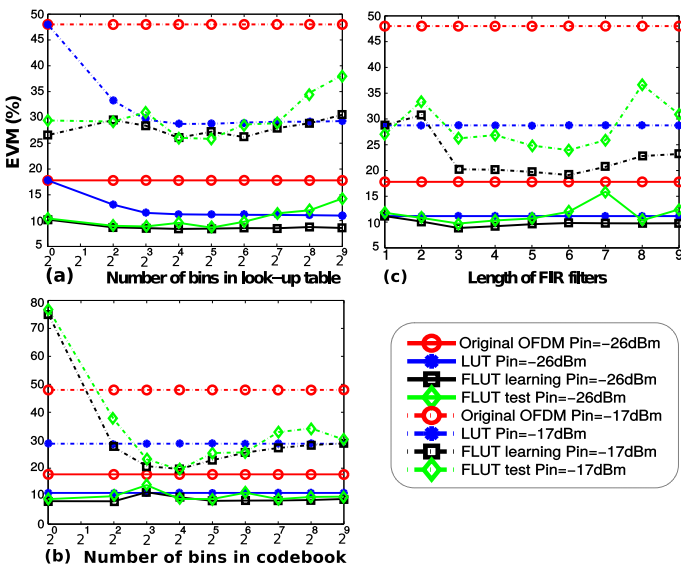 EVM (%)
50
45
40
35
30
25
20
15
10
5
2^0 2^1 2^2 2^3 2^4 2^5 2^6 2^7 2^8 2^9
(a) Number of bins in look-up table
50
45
40
35
30
25
20
15
10
5
1 2 3 4 5 6 7 8 9
(c) Length of FIR filters
80
70
60
50
40
30
20
10
0
2^0 2^1 2^2 2^3 2^4 2^5 2^6 2^7 2^8 2^9
(b) Number of bins in codebook
Original OFDM Pin=-26dBm
LUT Pin=-26dBm
FLUT learning Pin=-26dBm
FLUT test Pin=-26dBm
Original OFDM Pin=-17dBm
LUT Pin=-17dBm
FLUT learning Pin=-17dBm
FLUT test Pin=-17dBm